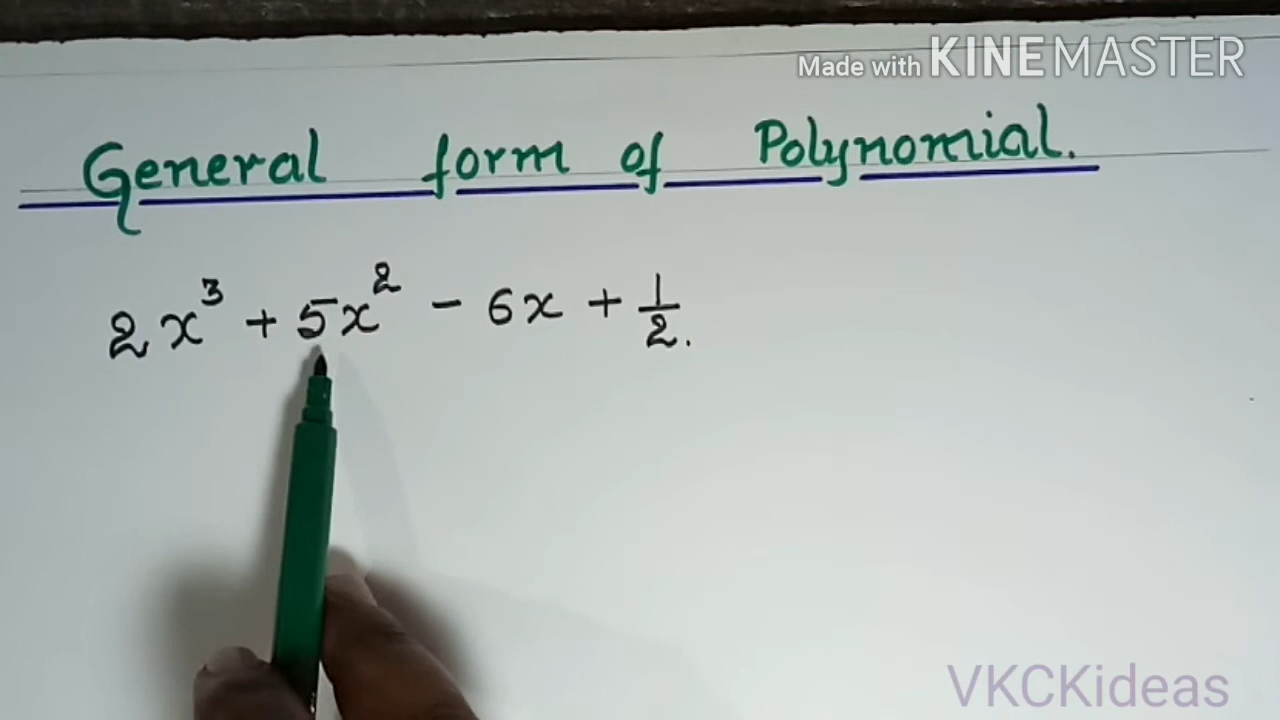 Made with KINEMASTER
General form of Polynomial.
2x³ + 5x² - 6x + 1/2.
VKCKideas